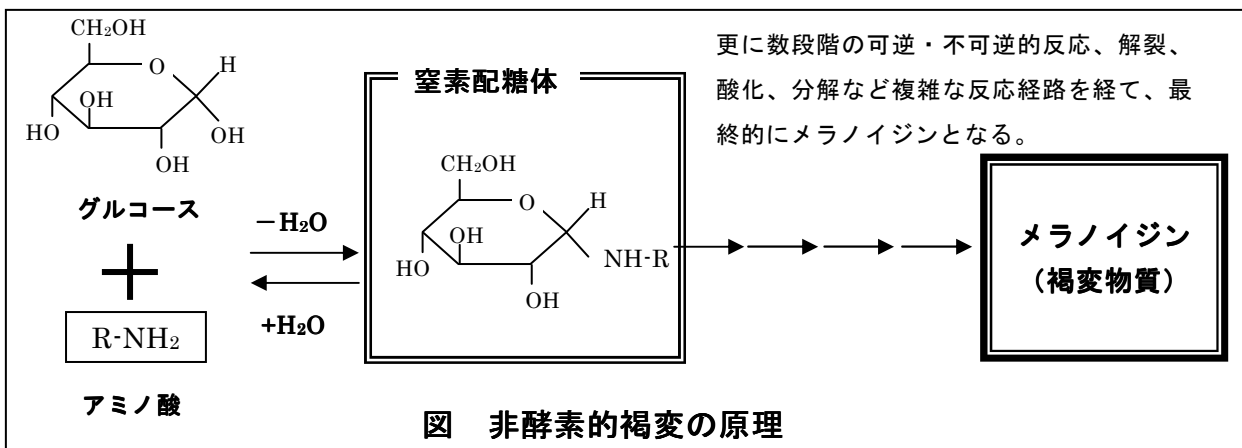 CH₂OH
O
H
OH
HO
OH
OH
グルコース
R-NH₂
アミノ酸
−H₂O
+H₂O
窒素配糖体
CH₂OH
O
H
OH
HO
NH-R
OH
更に数段階の可逆・不可逆的反応、解裂、
酸化、分解など複雑な反応経路を経て、最
終的にメラノイジンとなる。
メラノイジン
（褐変物質）
図　非酵素的褐変の原理